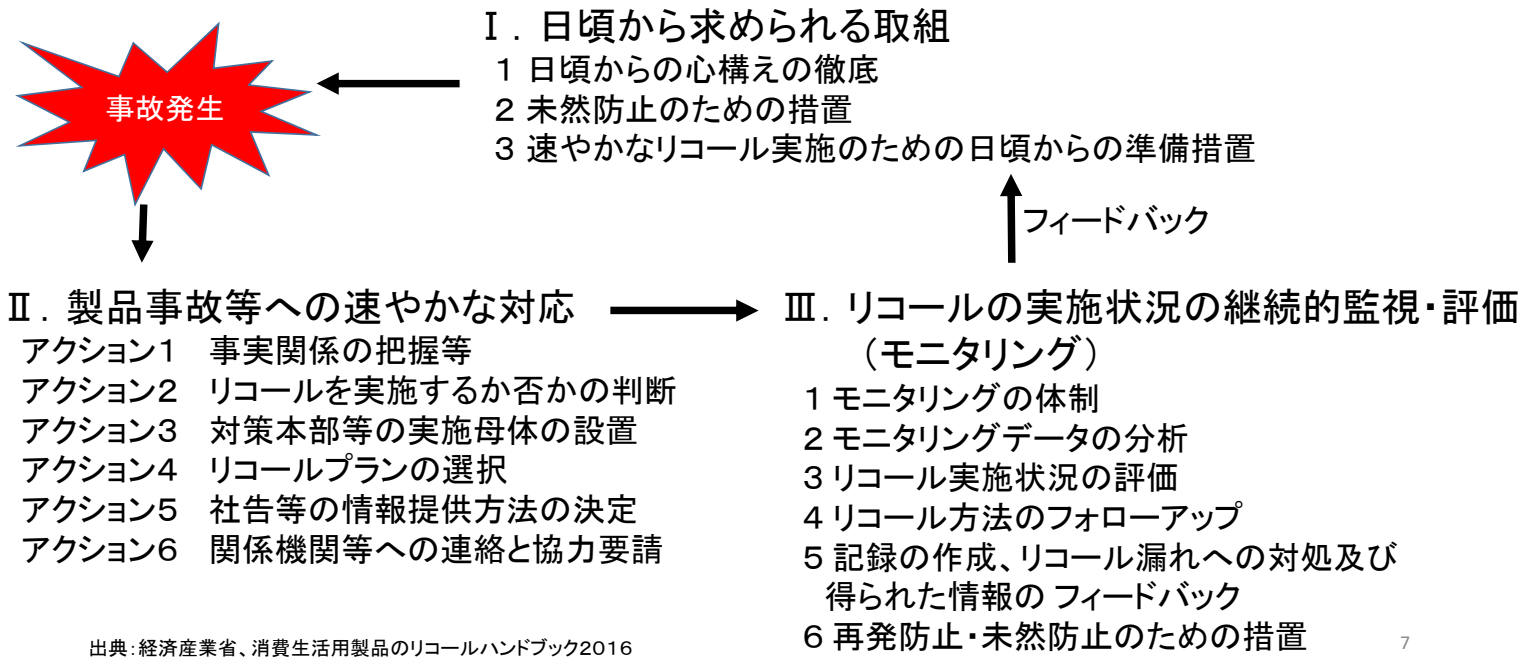 Ⅰ．日頃から求められる取組
１ 日頃からの心構えの徹底
２ 未然防止のための措置
３ 速やかなリコール実施のための日頃からの準備措置
事故発生
フィードバック
Ⅱ．製品事故等への速やかな対応
アクション１　事実関係の把握等
アクション２　リコールを実施するか否かの判断
アクション３　対策本部等の実施母体の設置
アクション４　リコールプランの選択
アクション５　社告等の情報提供方法の決定
アクション６　関係機関等への連絡と協力要請
Ⅲ．リコールの実施状況の継続的監視・評価
（モニタリング）
１ モニタリングの体制
２ モニタリングデータの分析
３ リコール実施状況の評価
４ リコール方法のフォローアップ
５ 記録の作成、リコール漏れへの対処及び
得られた情報の フィードバック
６ 再発防止・未然防止のための措置
出典：経済産業省、消費生活用製品のリコールハンドブック２０１６
7